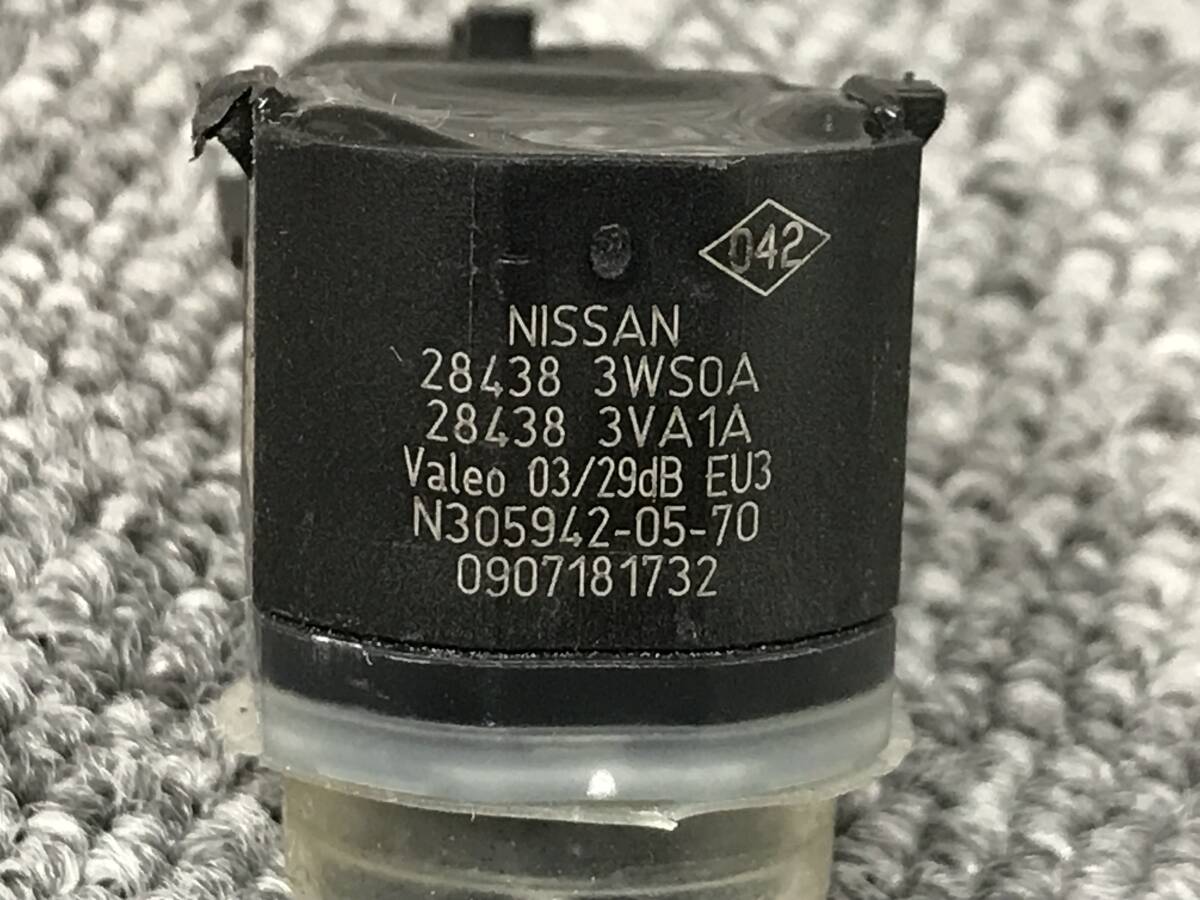 042
NISSAN
28438 3WS0A
28438 3VA1A
Valeo 03/29dB EU3
N305942-05-70
0907181732